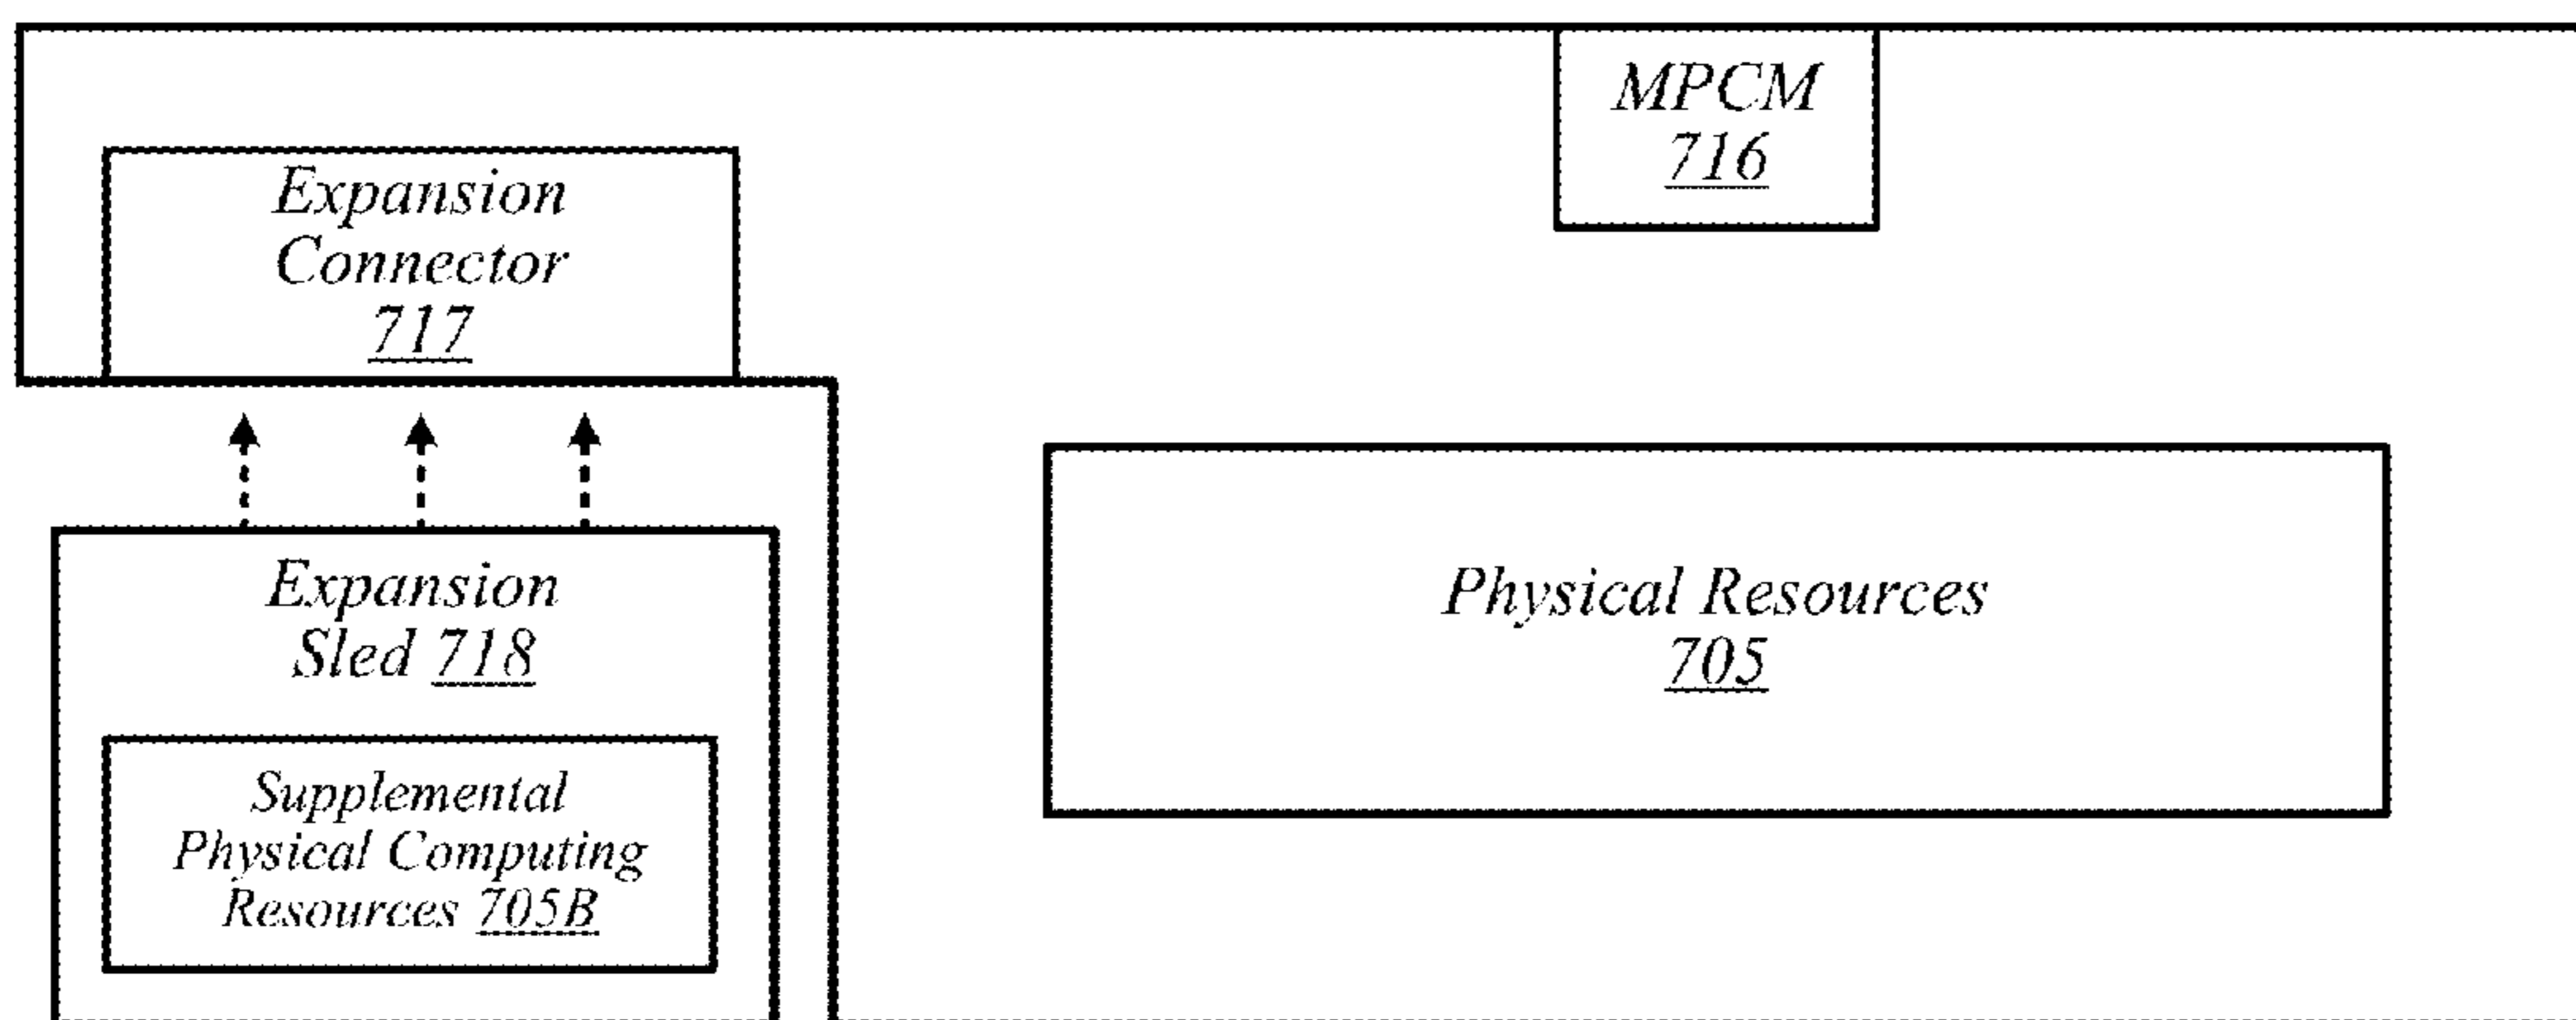 MPCM
716
Expansion
Connector
717
Expansion
Sled 718
Physical Resources
705
Supplemental
Physical Computing
Resources 705B